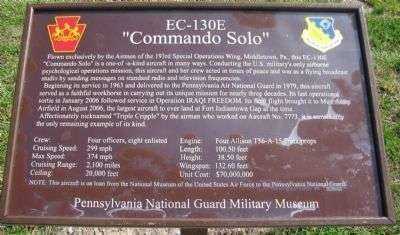 EC-130E
"Commando Solo"
Flown exclusively by the Airmen of the 193rd Special Operations Wing, Middletown, Pa., this EC-130E
"Commando Solo" is a one-of-a-kind aircraft in many ways. Conducting the U.S. military's only airborne
psychological operations mission, this aircraft and her crew acted in times of peace and war as a flying broadcast
studio by sending messages on standard radio and television frequencies.
Beginning its service in 1963 and delivered to the Pennsylvania Air National Guard in 1979, this aircraft
served as a faithful workhorse in carrying out its unique mission for nearly three decades. Its last operational
sortie in January 2006 followed service in Operation IRAQI FREEDOM. Its final flight brought it to Muir Army
Airfield in August 2006, the largest aircraft to ever land at Fort Indiantown Gap at the time.
Affectionately nicknamed "Triple Cripple" by the airmen who worked on Aircraft No. 7773, it is currently
the only remaining example of its kind.
Crew: Four officers, eight enlisted Engine: Four Allison T56-A-15 turboprops
Cruising Speed: 299 mph Length: 100.50 feet
Max Speed: 374 mph Height: 38.50 feet
Cruising Range: 2,100 miles Wingspan: 132.60 feet
Ceiling: 20,000 feet Unit Cost: $70,000,000
NOTE: This aircraft is on loan from the National Museum of the United States Air Force to the Pennsylvania National Guard.
Pennsylvania National Guard Military Museum